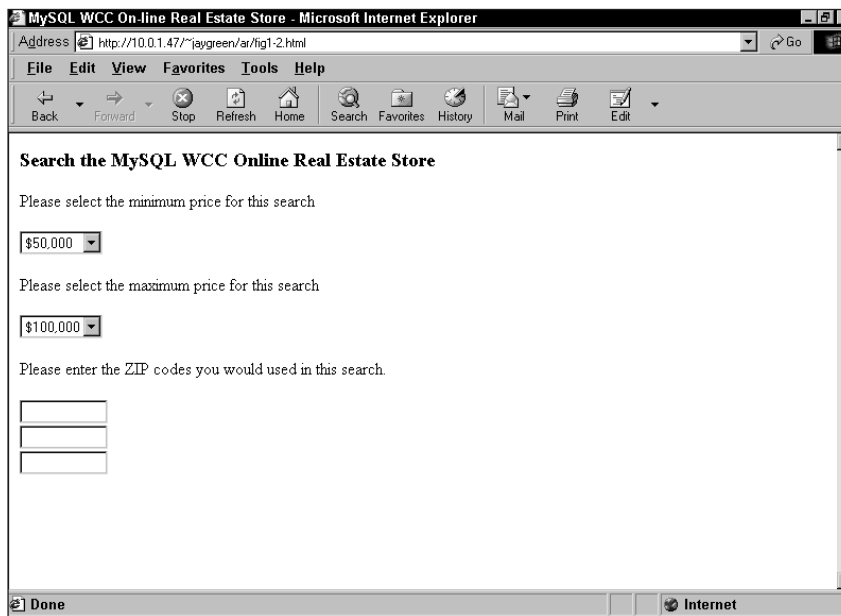 MySQL WCC On-line Real Estate Store - Microsoft Internet Explorer
Address http://10.0.1.47/~jaygreen/ar/fig1-2.html Go
File Edit View Favorites Tools Help
Back Forward Stop Refresh Home Search Favorites History Mail Print Edit
Search the MySQL WCC Online Real Estate Store
Please select the minimum price for this search
$50,000
Please select the maximum price for this search
$100,000
Please enter the ZIP codes you would used in this search.
Done Internet